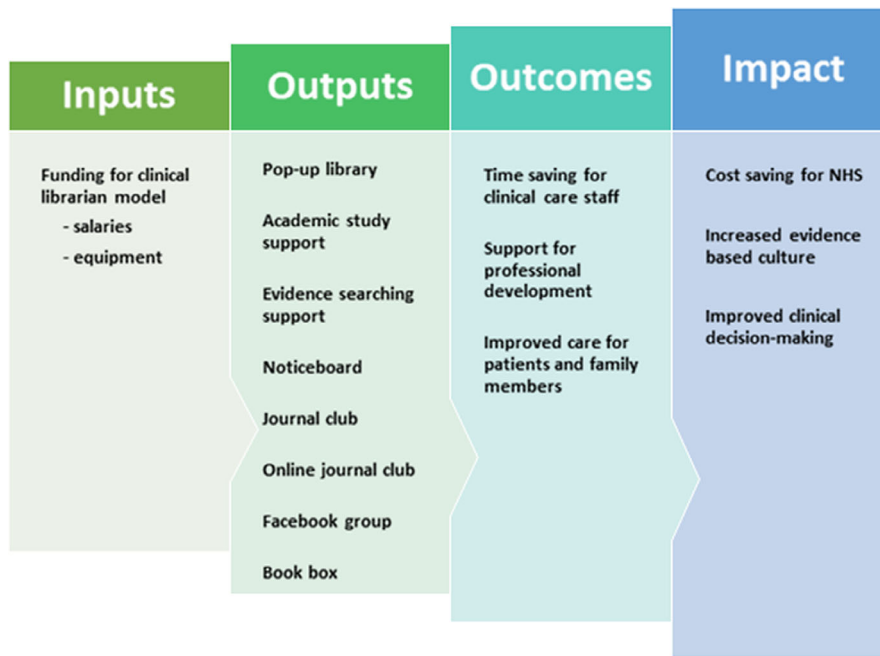 Inputs
Funding for clinical
librarian model
- salaries
- equipment
Outputs
Pop-up library
Academic study
support
Evidence searching
support
Noticeboard
Journal club
Online journal club
Facebook group
Book box
Outcomes
Time saving for
clinical care staff
Support for
professional
development
Improved care for
patients and family
members
Impact
Cost saving for NHS
Increased evidence
based culture
Improved clinical
decision-making